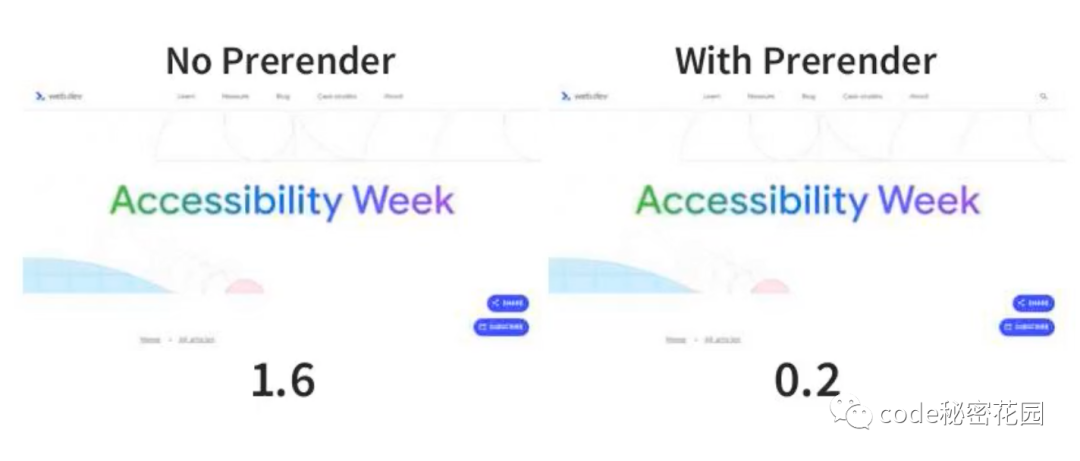 No Prerender
With Prerender
web.dev
Learn Measure Blog Case studies About
web.dev
Learn Measure Blog Case studies About
Accessibility Week
Accessibility Week
SHARE
SUBSCRIBE
SHARE
SUBSCRIBE
Home
All articles
Home
All articles
1.6
0.2
code秘密花园